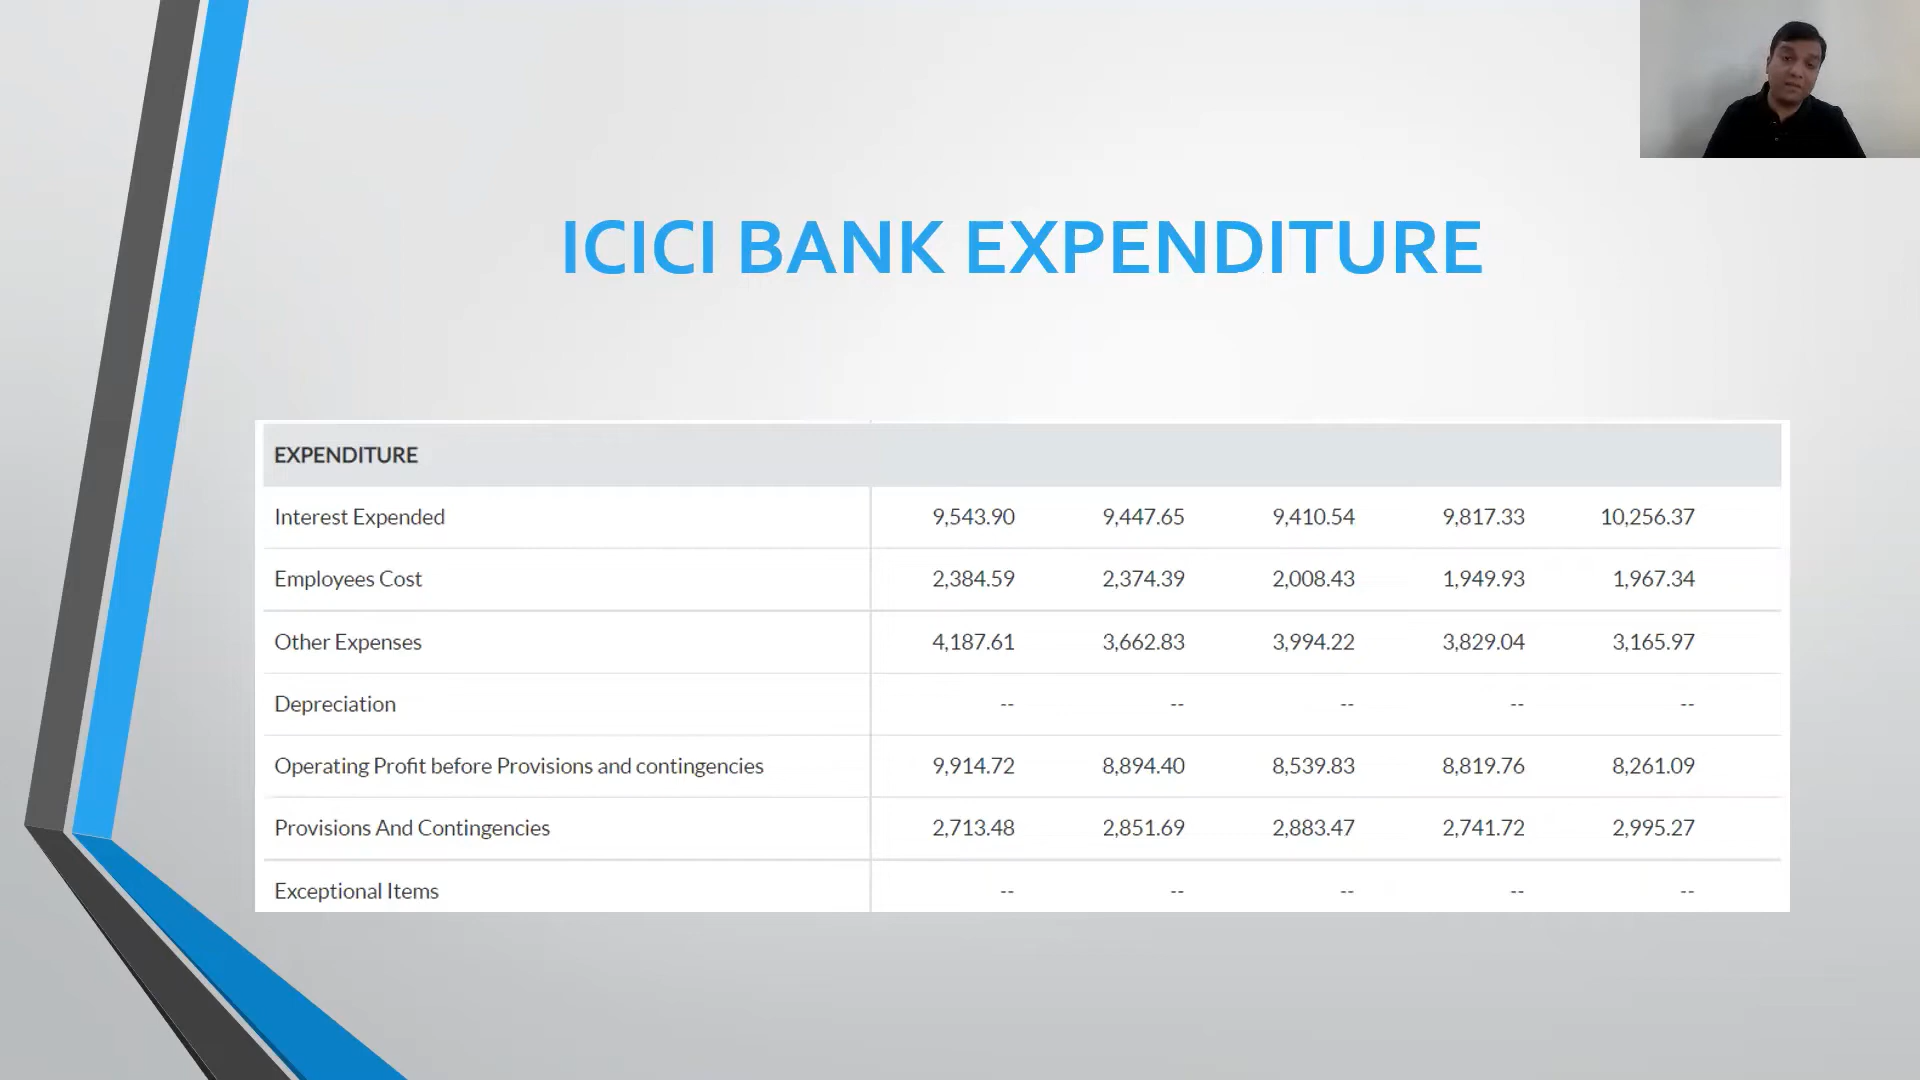 ICICI BANK EXPENDITURE
EXPENDITURE
Interest Expended 9,543.90 9,447.65 9,410.54 9,817.33 10,256.37
Employees Cost 2,384.59 2,374.39 2,008.43 1,949.93 1,967.34
Other Expenses 4,187.61 3,662.83 3,994.22 3,829.04 3,165.97
Depreciation -- -- -- -- --
Operating Profit before Provisions and contingencies 9,914.72 8,894.40 8,539.83 8,819.76 8,261.09
Provisions And Contingencies 2,713.48 2,851.69 2,883.47 2,741.72 2,995.27
Exceptional Items -- -- -- -- --